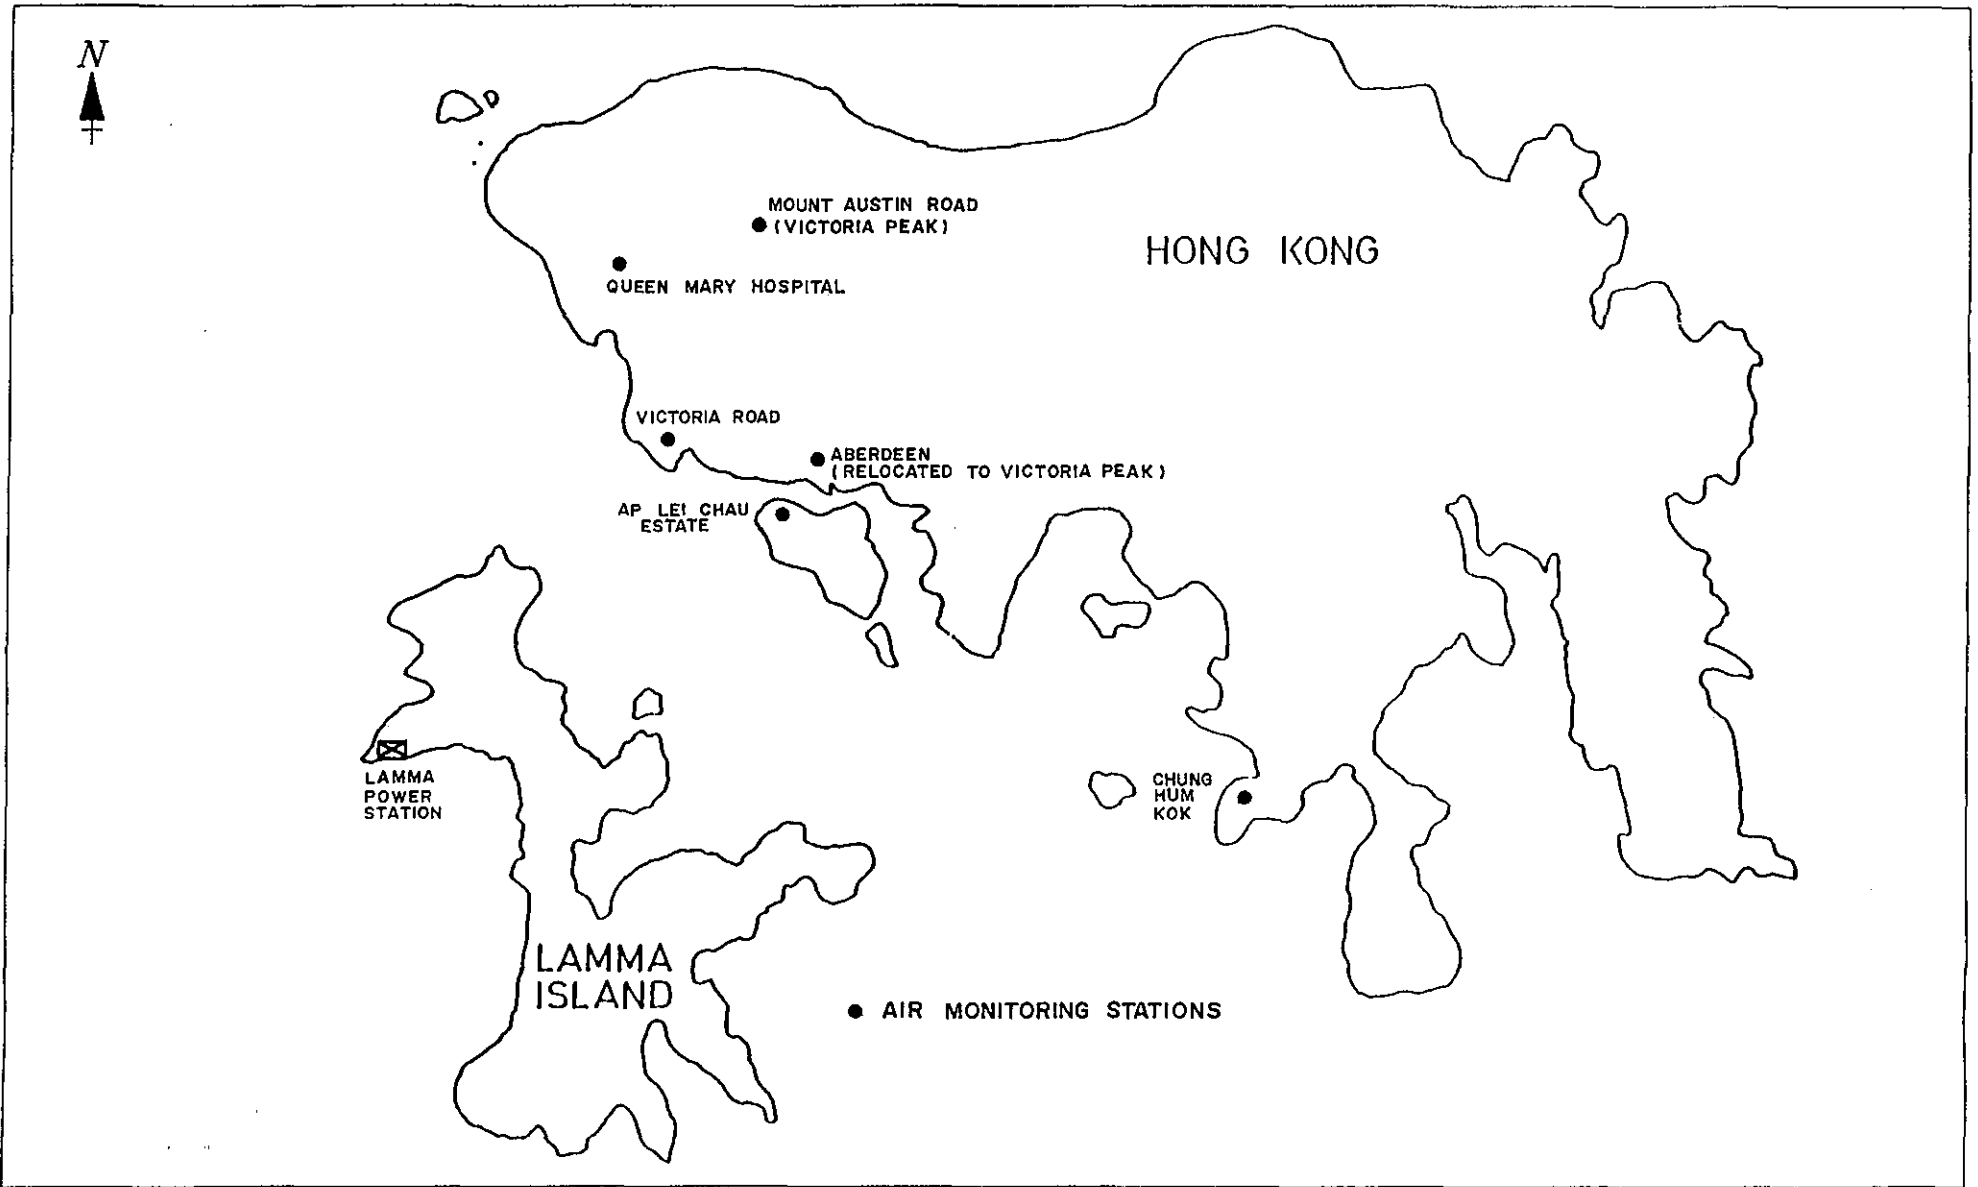 N
MOUNT AUSTIN ROAD
(VICTORIA PEAK)
HONG KONG
QUEEN MARY HOSPITAL
VICTORIA ROAD
ABERDEEN
(RELOCATED TO VICTORIA PEAK)
AP LEI CHAU
ESTATE
LAMMA
POWER
STATION
CHUNG
HUM
KOK
LAMMA
ISLAND
AIR MONITORING STATIONS